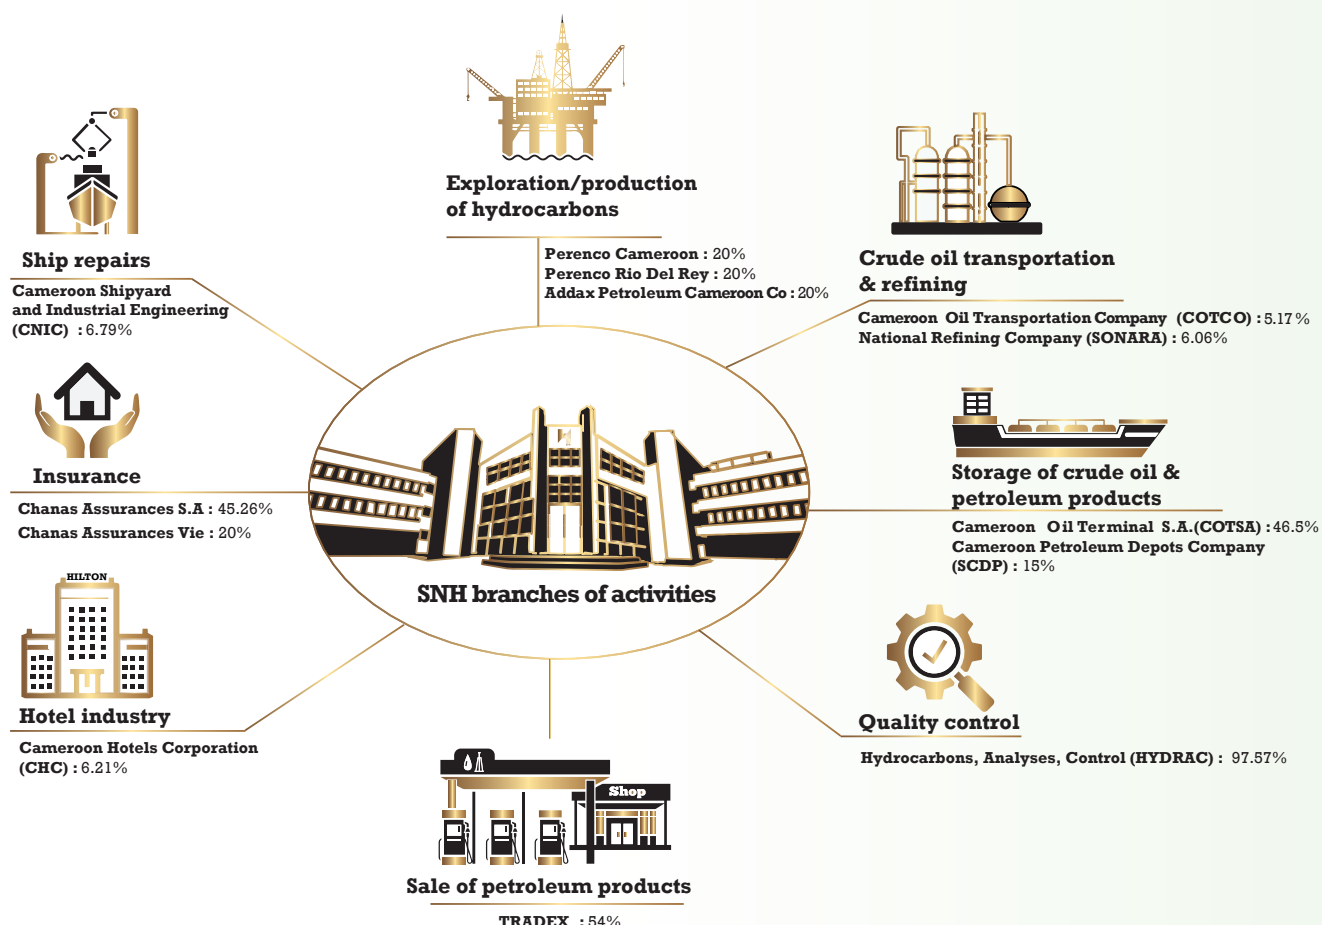 Exploration/production
of hydrocarbons
Perenco Cameroon : 20%
Perenco Rio Del Rey : 20%
Addax Petroleum Cameroon Co : 20%
Ship repairs
Cameroon Shipyard
and Industrial Engineering
(CNIC) : 6.79%
Crude oil transportation
& refining
Cameroon Oil Transportation Company (COTCO) : 5.17%
National Refining Company (SONARA) : 6.06%
Insurance
Chanas Assurances S.A : 45.26%
Chanas Assurances Vie : 20%
Storage of crude oil &
petroleum products
Cameroon Oil Terminal S.A.(COTSA) : 46.5%
Cameroon Petroleum Depots Company
(SCDP) : 15%
SNH branches of activities
HILTON
Hotel industry
Cameroon Hotels Corporation
(CHC) : 6.21%
Quality control
Hydrocarbons, Analyses, Control (HYDRAC) : 97.57%
Shop
Sale of petroleum products
TRADEX : 54%